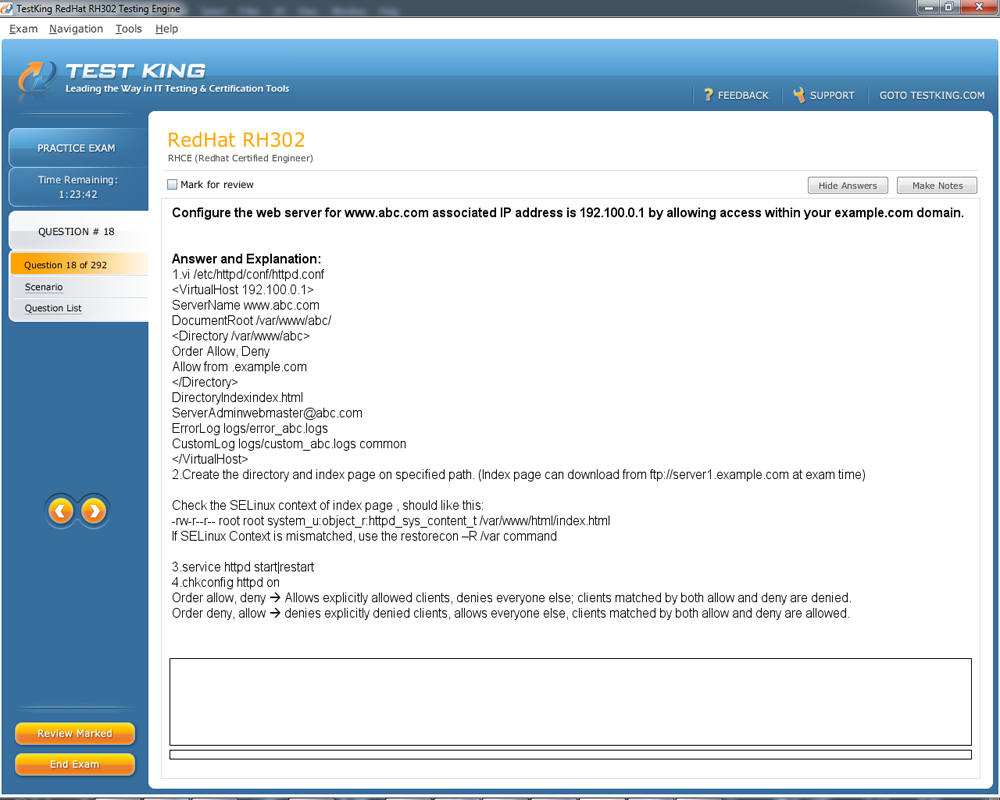 TestKing RedHat RH302 Testing Engine
Exam Navigation Tools Help
TEST KING
Leading the Way in IT Testing & Certification Tools
FEEDBACK
SUPPORT
GOTO TESTKING.COM
PRACTICE EXAM
Time Remaining:
1:23:42
QUESTION # 18
Question 18 of 292
Scenario
Question List
Review Marked
End Exam
RedHat RH302
RHCE (Redhat Certified Engineer)
Mark for review
Hide Answers
Make Notes
Configure the web server for www.abc.com associated IP address is 192.100.0.1 by allowing access within your example.com domain.
Answer and Explanation:
1.vi /etc/httpd/conf/httpd.conf
<VirtualHost 192.100.0.1>
ServerName www.abc.com
DocumentRoot /var/www/abc/
<Directory /var/www/abc>
Order Allow, Deny
Allow from .example.com
</Directory>
DirectoryIndexindex.html
ServerAdminwebmaster@abc.com
ErrorLog logs/error_abc.logs
CustomLog logs/custom_abc.logs common
</VirtualHost>
2.Create the directory and index page on specified path. (Index page can download from ftp://server1.example.com at exam time)
Check the SELinux context of index page , should like this:
-rw-r--r-- root root system_u:object_r:httpd_sys_content_t /var/www/html/index.html
If SELinux Context is mismatched, use the restorecon –R /var command
3.service httpd start|restart
4.chkconfig httpd on
Order allow, deny → Allows explicitly allowed clients, denies everyone else; clients matched by both allow and deny are denied.
Order deny, allow → denies explicitly denied clients, allows everyone else, clients matched by both allow and deny are allowed.